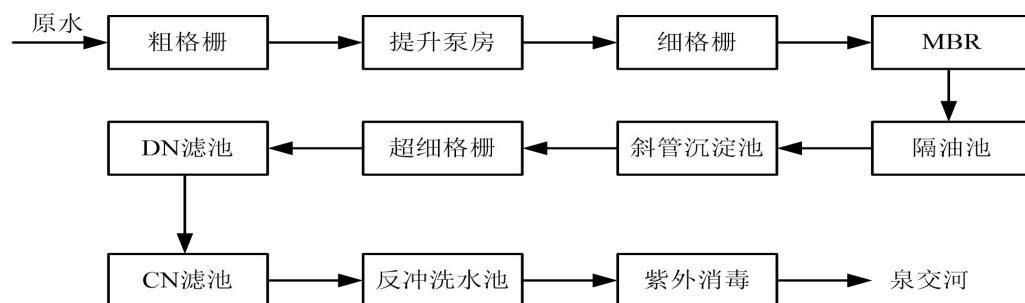 原水
粗格栅
提升泵房
细格栅
MBR
隔油池
斜管沉淀池
超细格栅
DN滤池
CN滤池
反冲洗水池
紫外消毒
泉交河